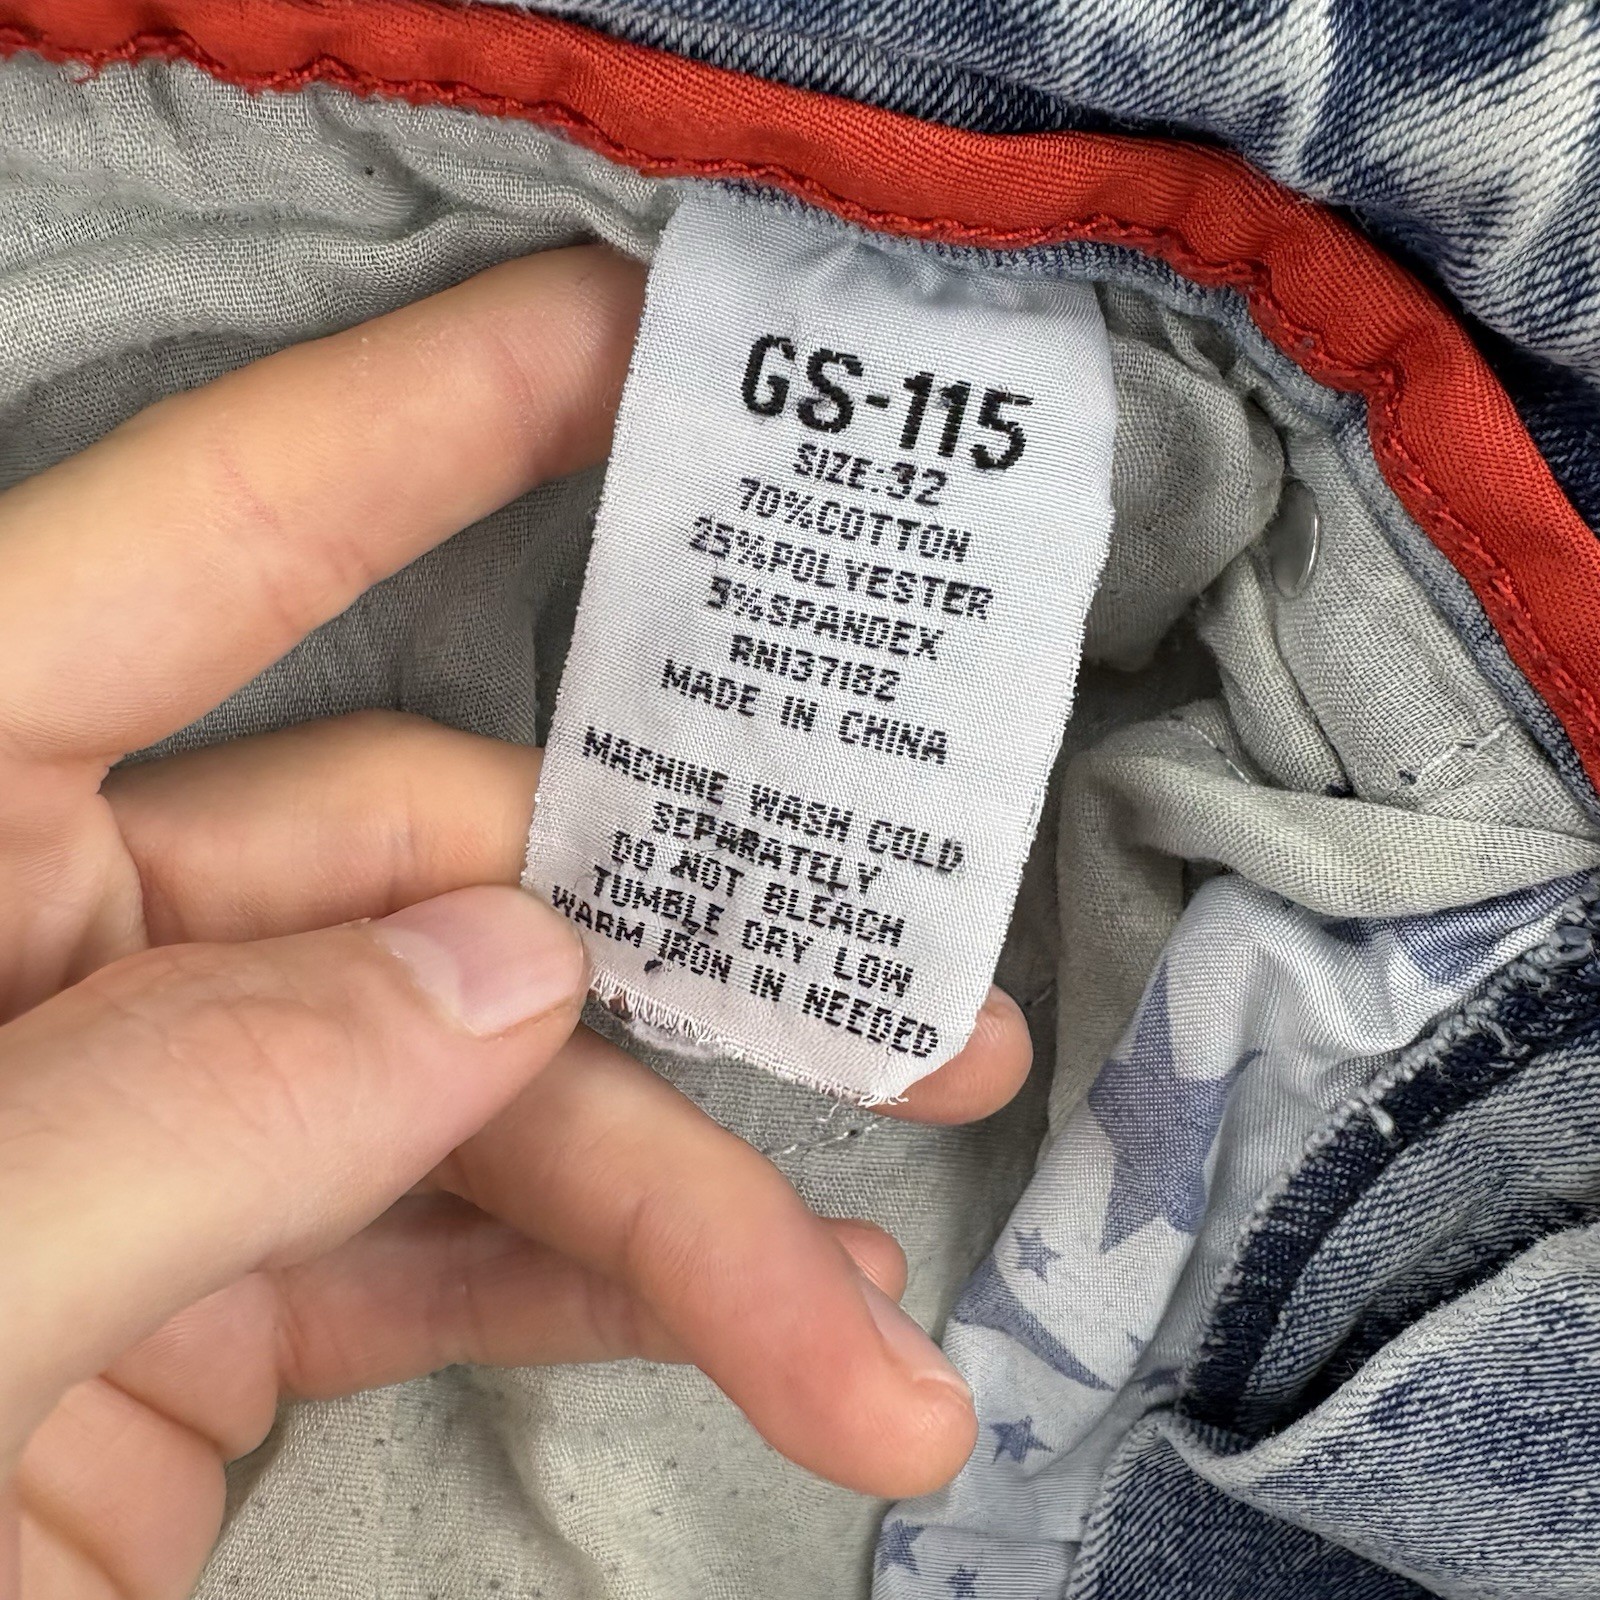 GS-115
SIZE:32
70%COTTON
25%POLYESTER
5%SPANDEX
RN137182
MADE IN CHINA
MACHINE WASH COLD
SEPARATELY
DO NOT BLEACH
TUMBLE DRY LOW
WARM IRON IN NEEDED